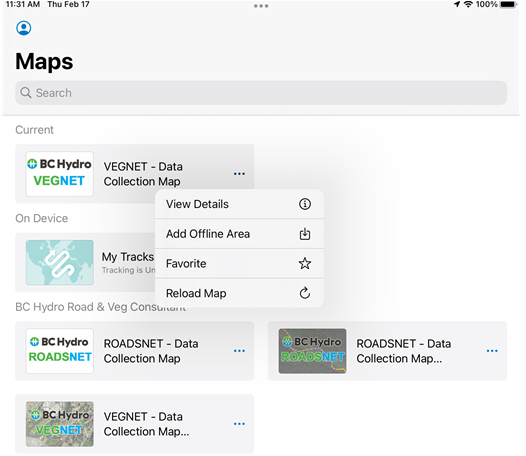 11:31 AM Thu Feb 17
100%
Maps
Search
Current
BC Hydro
VEGNET
VEGNET - Data
Collection Map
View Details
Add Offline Area
Favorite
Reload Map
On Device
My Tracks
Tracking is Un
BC Hydro Road & Veg Consultant
BC Hydro
ROADSNET
ROADSNET - Data
Collection Map
BC Hydro
ROADSNET
ROADSNET - Data
Collection Map...
BC Hydro
VEGNET
VEGNET - Data
Collection Map...